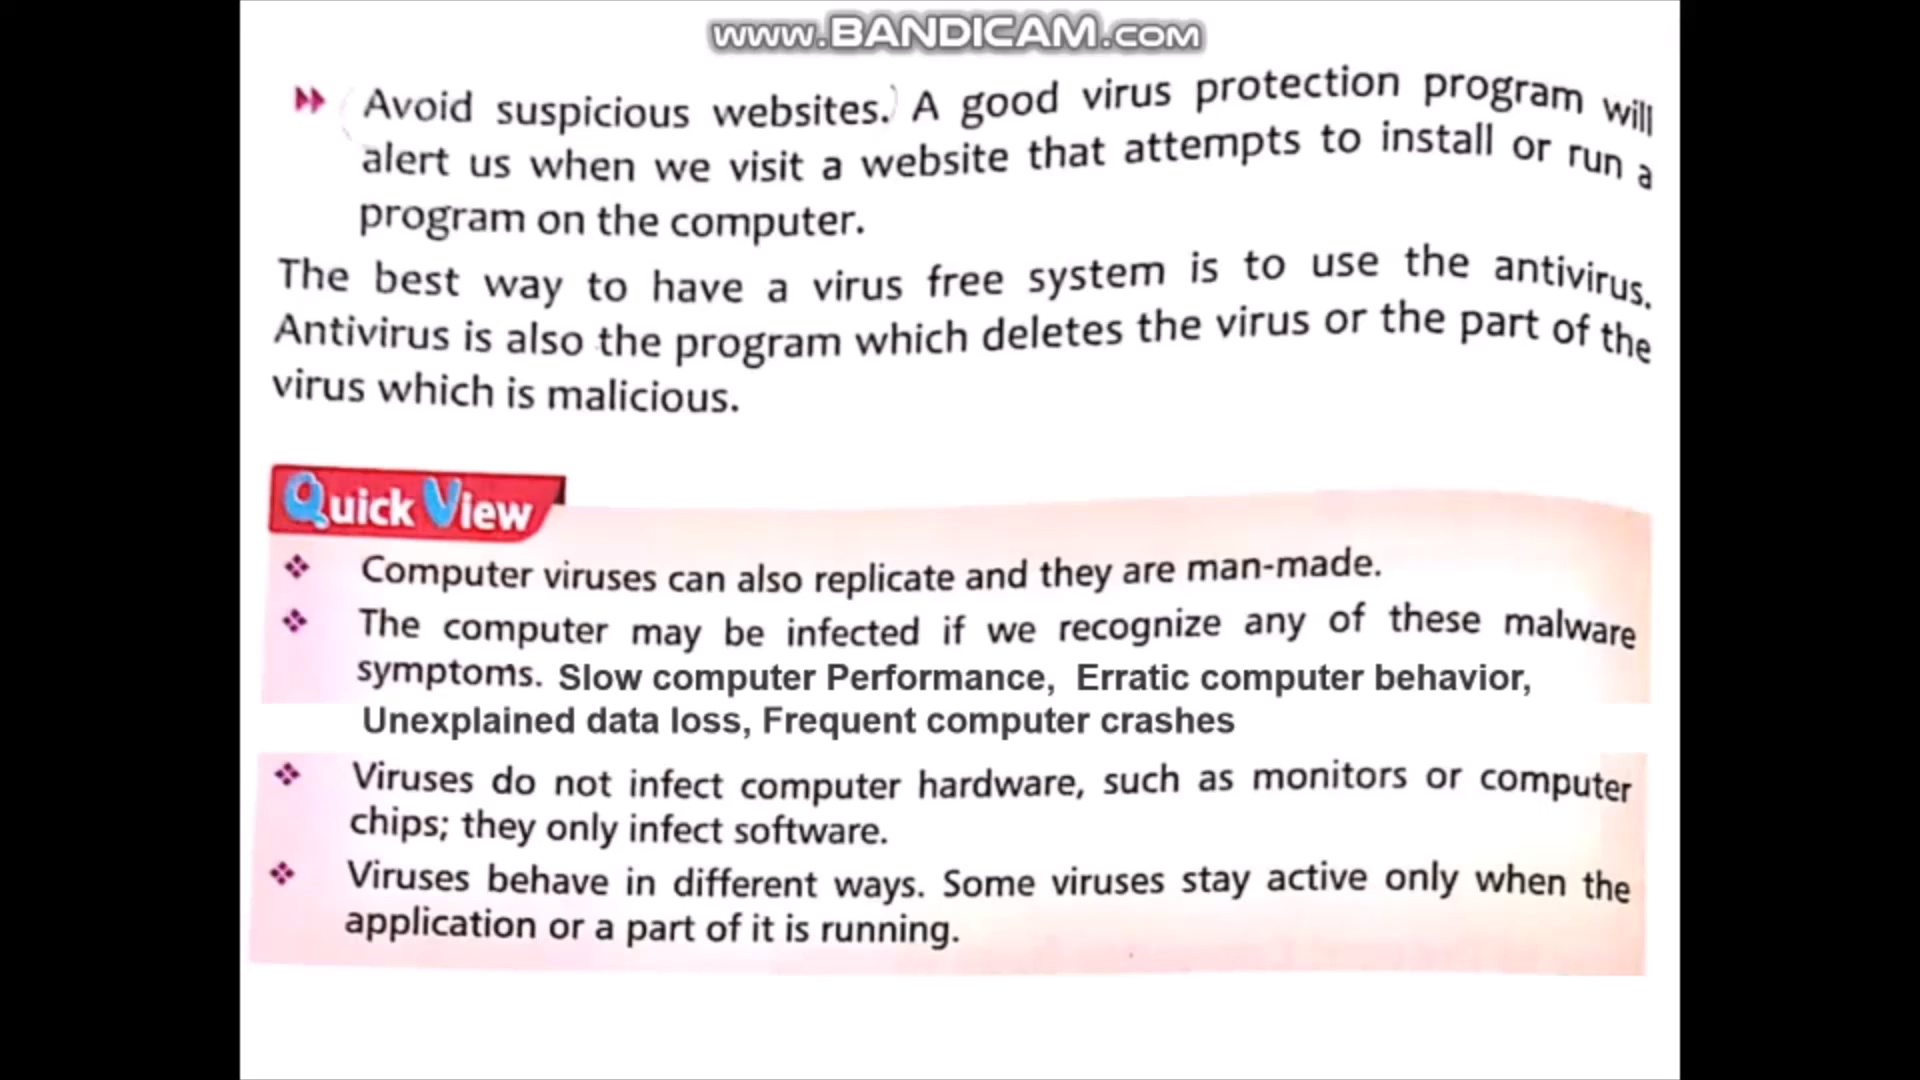 www.BANDICAM.com
Avoid suspicious websites. A good virus protection program will
alert us when we visit a website that attempts to install or run a
program on the computer.
The best way to have a virus free system is to use the antivirus.
Antivirus is also the program which deletes the virus or the part of the
virus which is malicious.
Quick View
Computer viruses can also replicate and they are man-made.
The computer may be infected if we recognize any of these malware
symptoms. Slow computer Performance, Erratic computer behavior,
Unexplained data loss, Frequent computer crashes
Viruses do not infect computer hardware, such as monitors or computer
chips; they only infect software.
Viruses behave in different ways. Some viruses stay active only when the
application or a part of it is running.